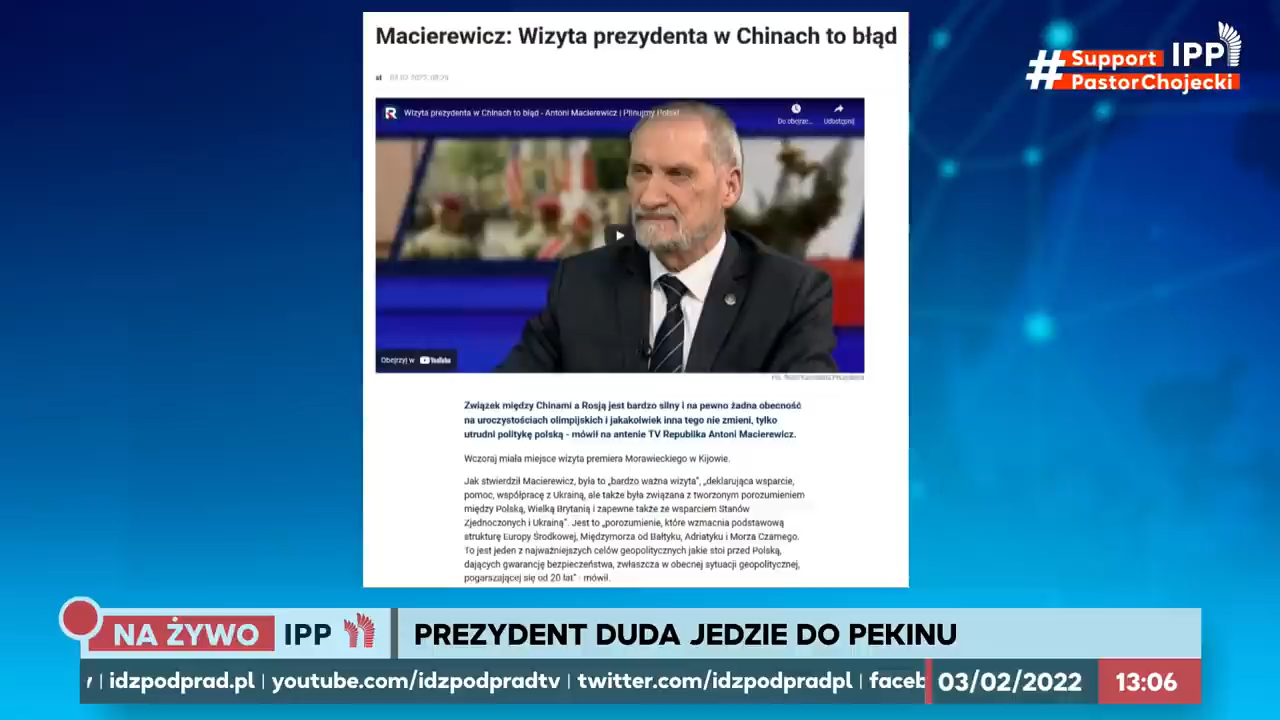 Macierewicz: Wizyta prezydenta w Chinach to błąd
Wizyta prezydenta w Chinach to błąd - Antoni Macierewicz | Pilnujmy Polski
Do obejrze...
Udostępnij
Obejrzyj w YouTube
#Support
PastorChojecki
IPP
Związek między Chinami a Rosją jest bardzo silny i na pewno żadna obecność
na uroczystościach olimpijskich i jakakolwiek inna tego nie zmieni, tylko
utrudni politykę polską - mówił na antenie TV Republika Antoni Macierewicz.
Wczoraj miała miejsce wizyta premiera Morawieckiego w Kijowie.
Jak stwierdził Macierewicz, była to „bardzo ważna wizyta”, „deklarująca wsparcie,
pomoc, współpracę z Ukrainą, ale także była związana z tworzonym porozumieniem
między Polską, Wielką Brytanią i zapewne także ze wsparciem Stanów
Zjednoczonych i Ukrainą”. Jest to „porozumienie, które wzmacnia podstawową
strukturę Europy Środkowej, Międzymorza od Bałtyku, Adriatyku i Morza Czarnego.
To jest jeden z najważniejszych celów geopolitycznych jakie stoi przed Polską,
dających gwarancję bezpieczeństwa, zwłaszcza w obecnej sytuacji geopolitycznej,
pogarszającej się od 20 lat” - mówił.
NA ŻYWO IPP PREZYDENT DUDA JEDZIE DO PEKINU
| idzpodprad.pl | youtube.com/idzpodpradtv | twitter.com/idzpodpradpl | faceb 03/02/2022 13:06